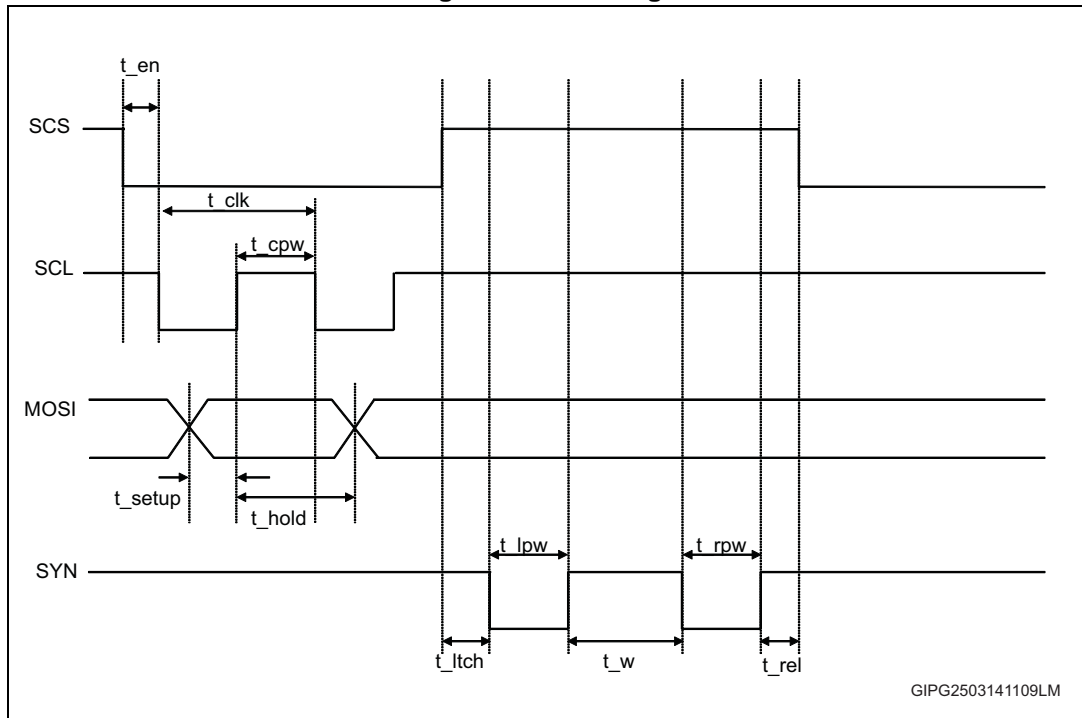 t_en
SCS
t_clk
t_cpw
SCL
MOSI
t_setup
t_hold
t_lpw
t_rpw
SYN
t_ltch
t_w
t_rel
GIPG2503141109LM